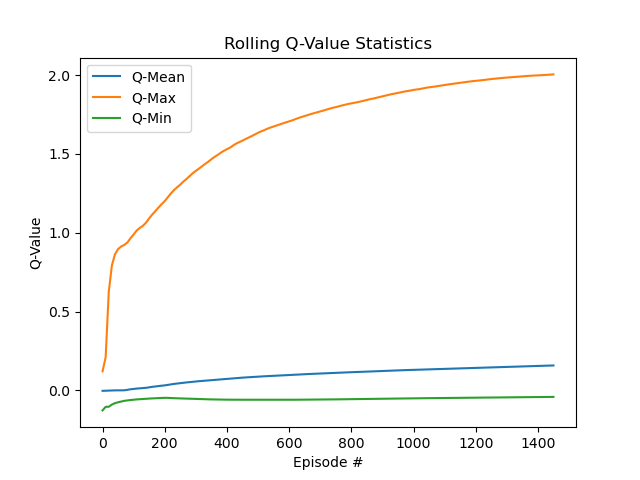 Rolling Q-Value Statistics
Q-Mean
Q-Max
Q-Min
Q-Value
2.0
1.5
1.0
0.5
0.0
0 200 400 600 800 1000 1200 1400
Episode #